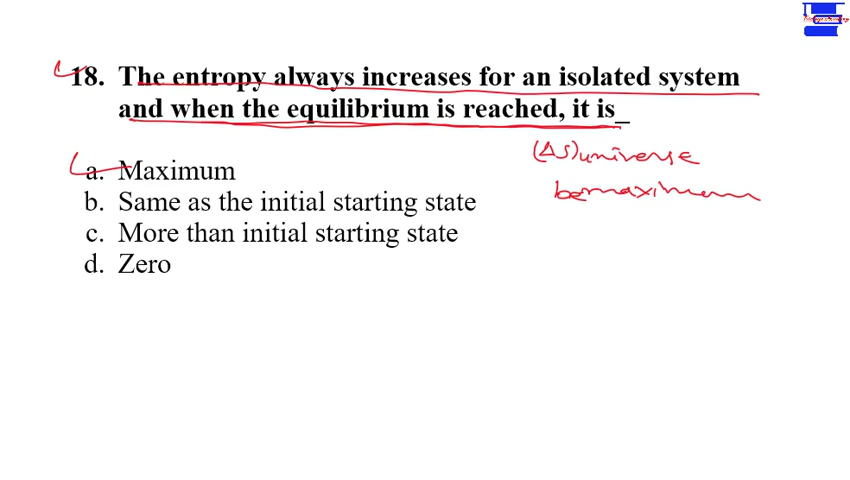 18. The entropy always increases for an isolated system
and when the equilibrium is reached, it is_
(ΔS)universe
a. Maximum
be maximum
b. Same as the initial starting state
c. More than initial starting state
d. Zero